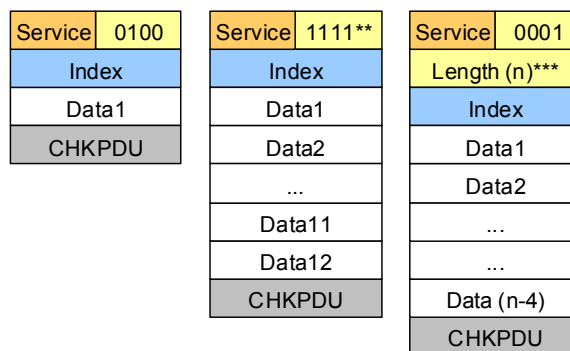 Service 0100
Index
Data1
CHKPDU
Service 1111**
Index
Data1
Data2
...
Data11
Data12
CHKPDU
Service 0001
Length (n)***
Index
Data1
Data2
...
...
Data (n-4)
CHKPDU